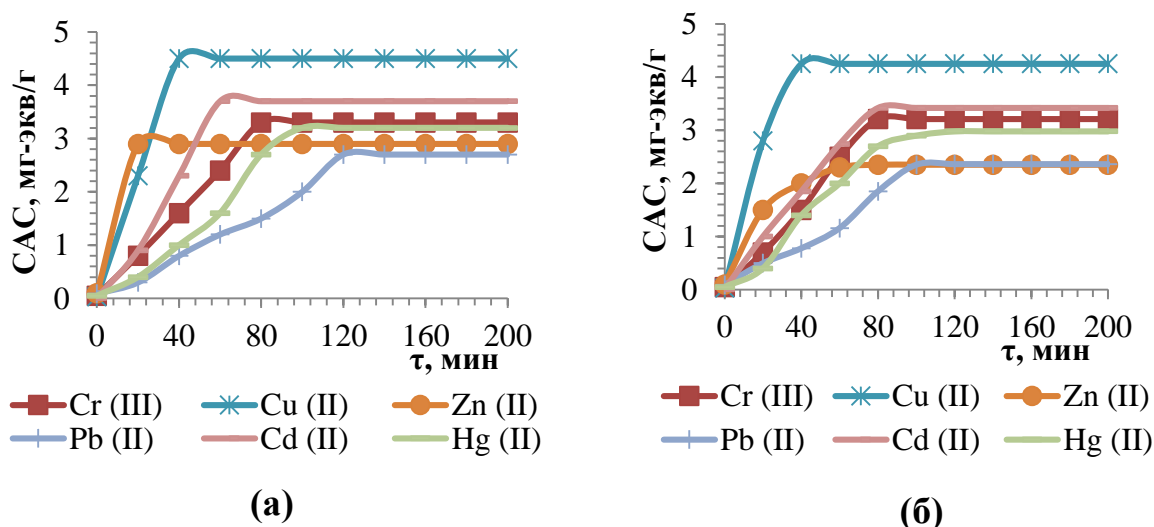 САС, мг-экв/г
5
4
3
2
1
0
0 40 80 120 160 200
τ, мин
Cr (III) Cu (II) Zn (II)
Pb (II) Cd (II) Hg (II)
(а)
САС, мг-экв/г
5
4
3
2
1
0
0 40 80 120 160 200
τ, мин
Cr (III) Cu (II) Zn (II)
Pb (II) Cd (II) Hg (II)
(б)